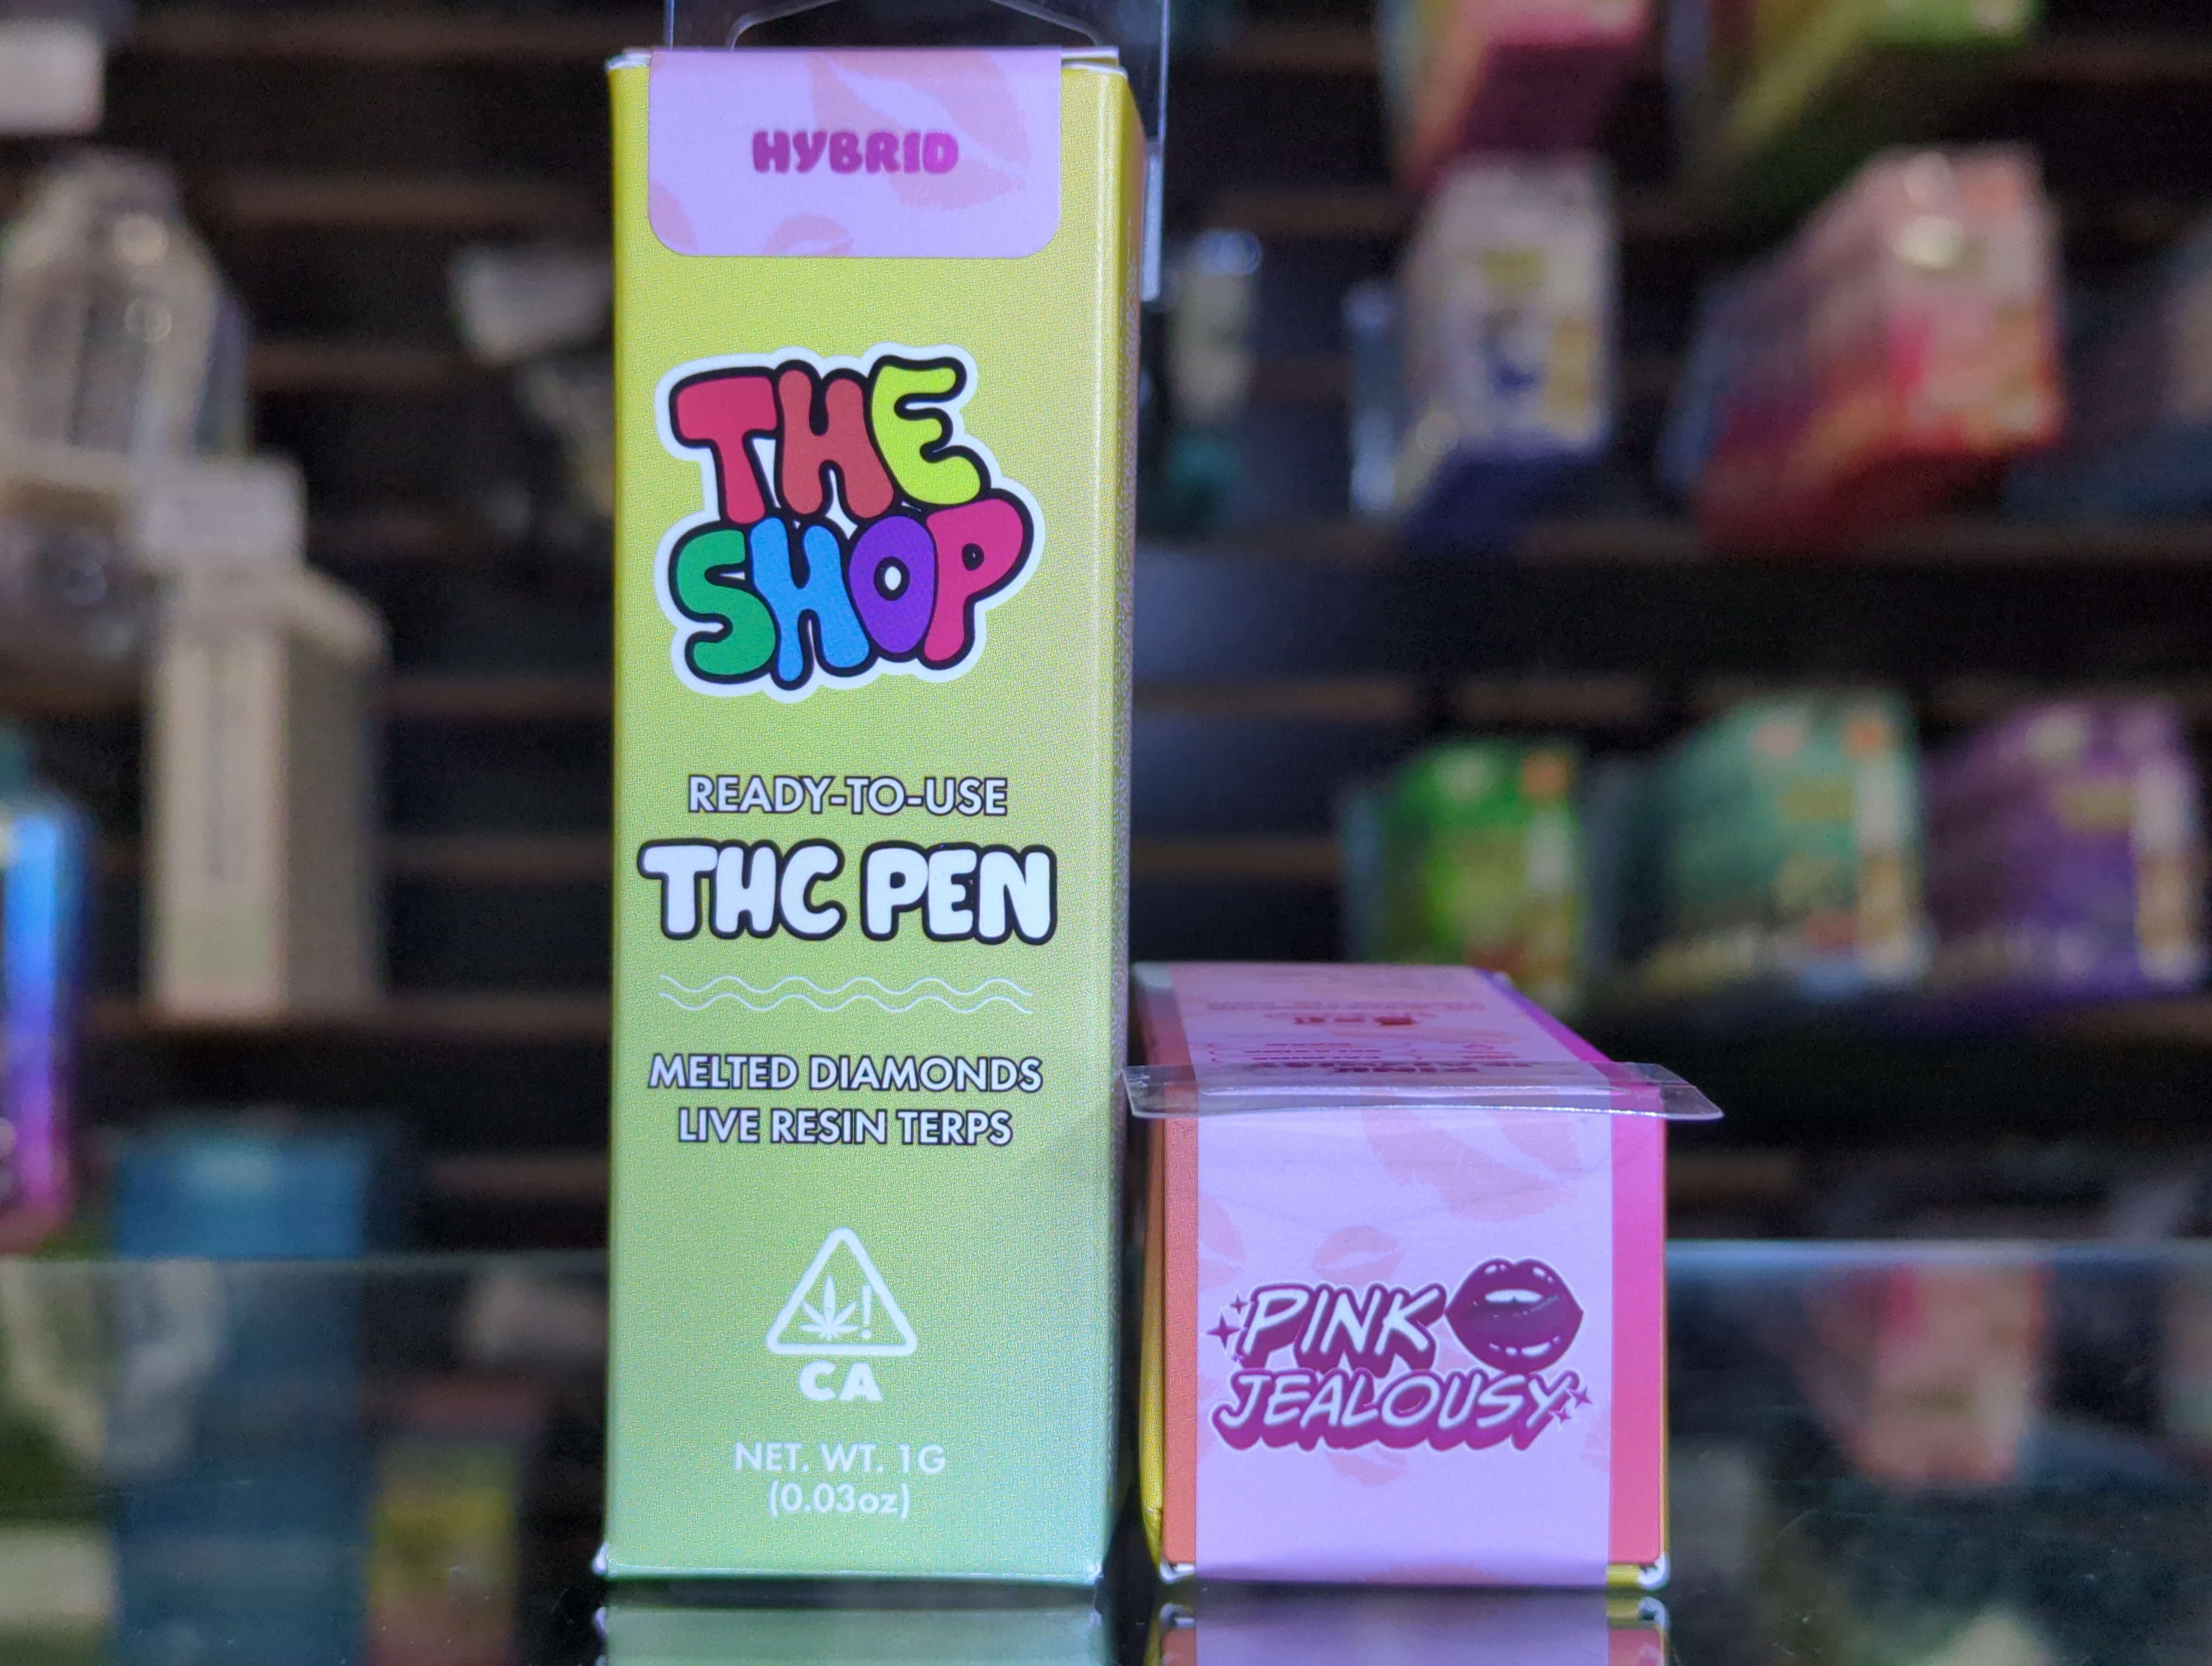 HYBRID
THE
SHOP
READY-TO-USE
THC PEN
MELTED DIAMONDS
LIVE RESIN TERPS
CA
NET. WT. 1G
(0.03oz)
PINK
JEALOUSY